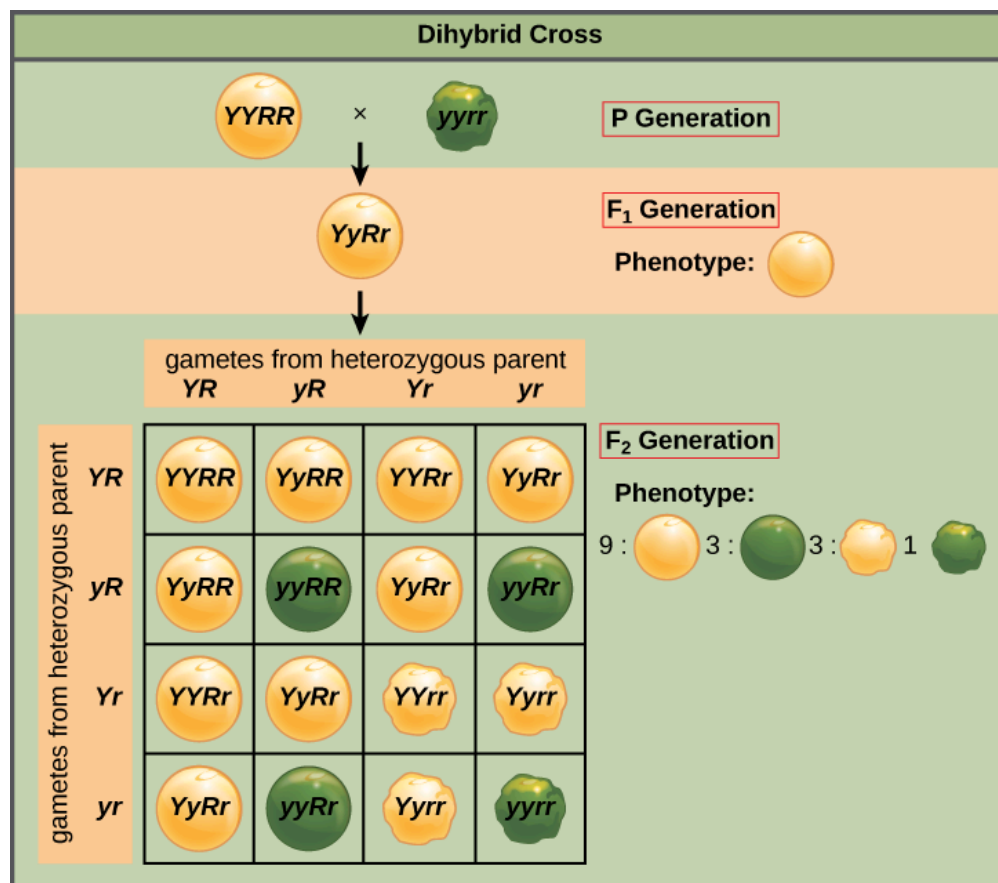 Dihybrid Cross
YYRR × yyrr
P Generation
YyRr
F₁ Generation
Phenotype:
gametes from heterozygous parent
YR yR Yr yr
gametes from heterozygous parent
YR YYRR YyRR YYRr YyRr
yR YyRR yyRR YyRr yyRr
Yr YYRr YyRr YYrr Yyrr
yr YyRr yyRr Yyrr yyrr
F₂ Generation
Phenotype:
9 : 3 : 3 : 1